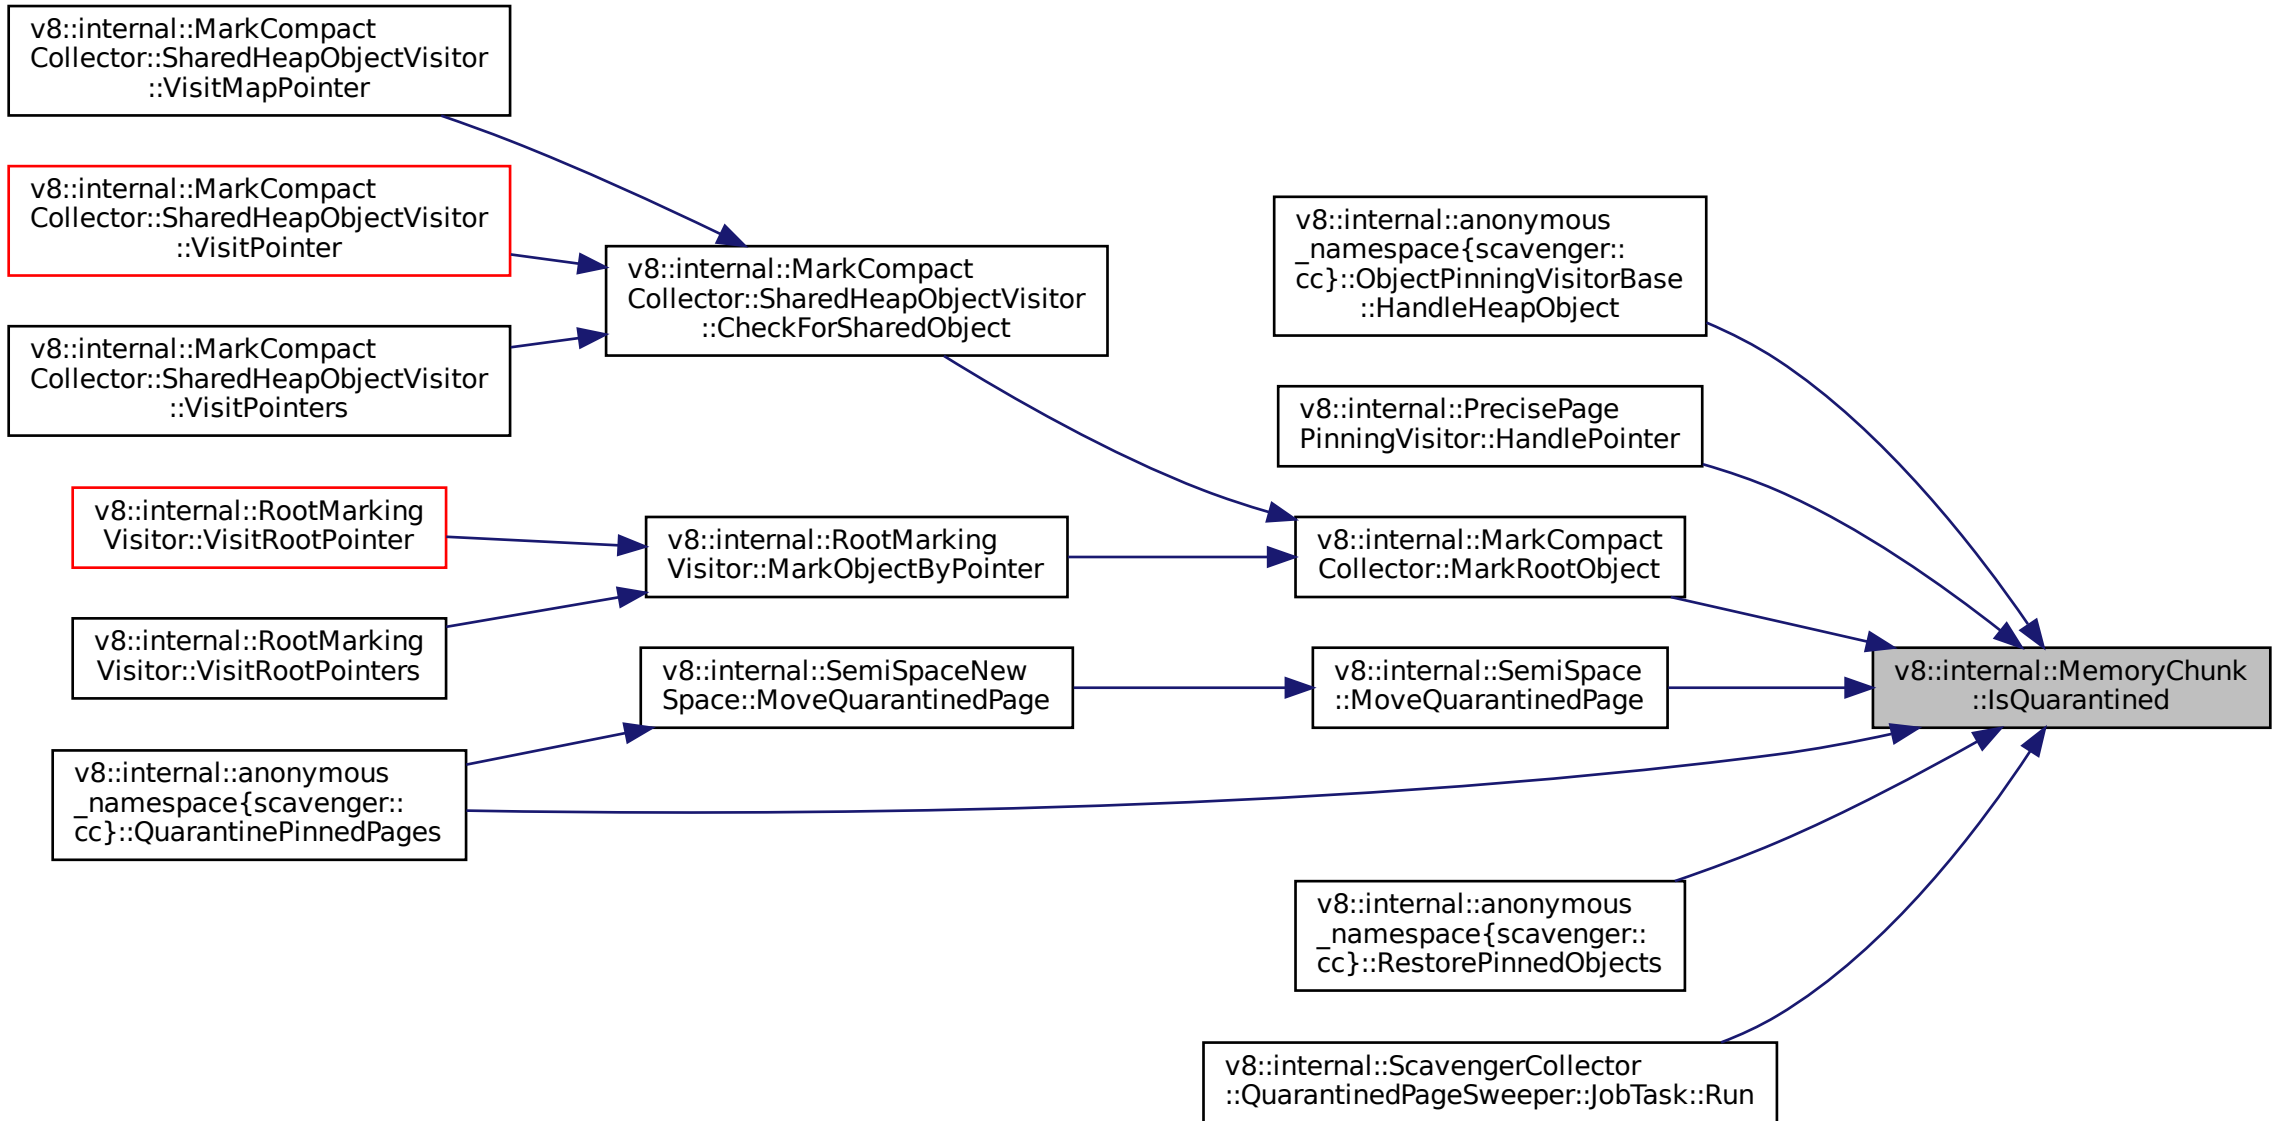 v8::internal::MarkCompact
Collector::SharedHeapObjectVisitor
::VisitMapPointer
v8::internal::MarkCompact
Collector::SharedHeapObjectVisitor
::VisitPointer
v8::internal::MarkCompact
Collector::SharedHeapObjectVisitor
::VisitPointers
v8::internal::RootMarking
Visitor::VisitRootPointer
v8::internal::RootMarking
Visitor::VisitRootPointers
v8::internal::anonymous
_namespace{scavenger::
cc}::QuarantinePinnedPages
v8::internal::MarkCompact
Collector::SharedHeapObjectVisitor
::CheckForSharedObject
v8::internal::RootMarking
Visitor::MarkObjectByPointer
v8::internal::SemiSpaceNew
Space::MoveQuarantinedPage
v8::internal::anonymous
_namespace{scavenger::
cc}::ObjectPinningVisitorBase
::HandleHeapObject
v8::internal::PrecisePage
PinningVisitor::HandlePointer
v8::internal::MarkCompact
Collector::MarkRootObject
v8::internal::SemiSpace
::MoveQuarantinedPage
v8::internal::anonymous
_namespace{scavenger::
cc}::RestorePinnedObjects
v8::internal::ScavengerCollector
::QuarantinedPageSweeper::JobTask::Run
v8::internal::MemoryChunk
::IsQuarantined